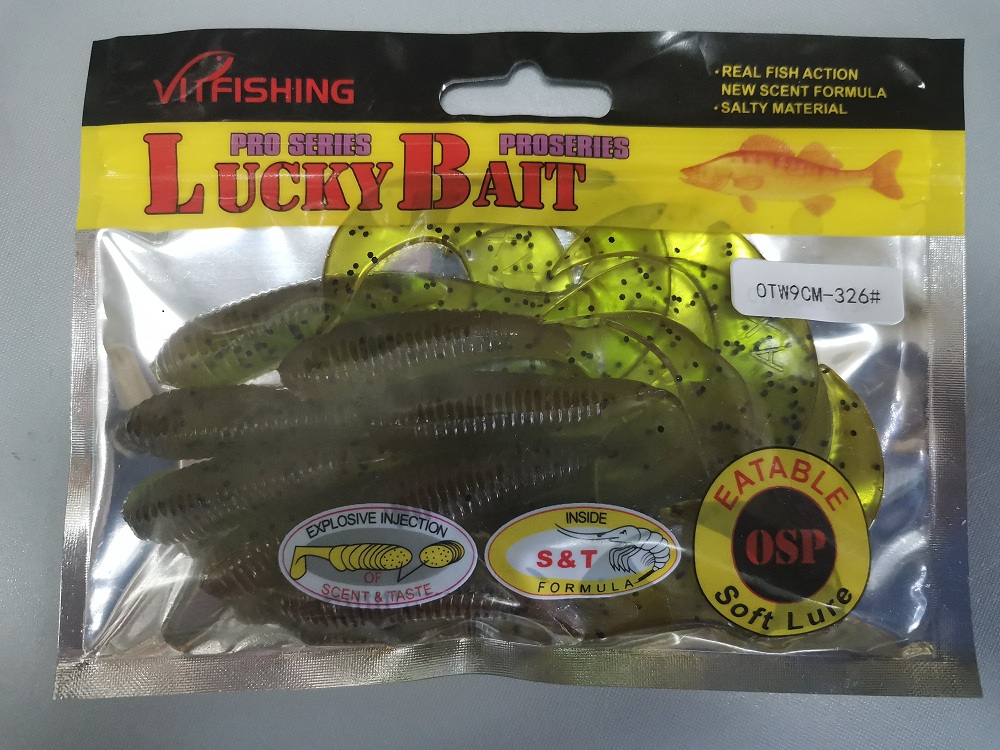 VITFISHING
·REAL FISH ACTION
NEW SCENT FORMULA
·SALTY MATERIAL
PRO SERIES
PROSERIES
LUCKY BAIT
OTW9CM-326#
EXPLOSIVE INJECTION
OF
SCENT & TASTE
INSIDE
S&T
FORMULA
EATABLE
OSP
Soft Lure